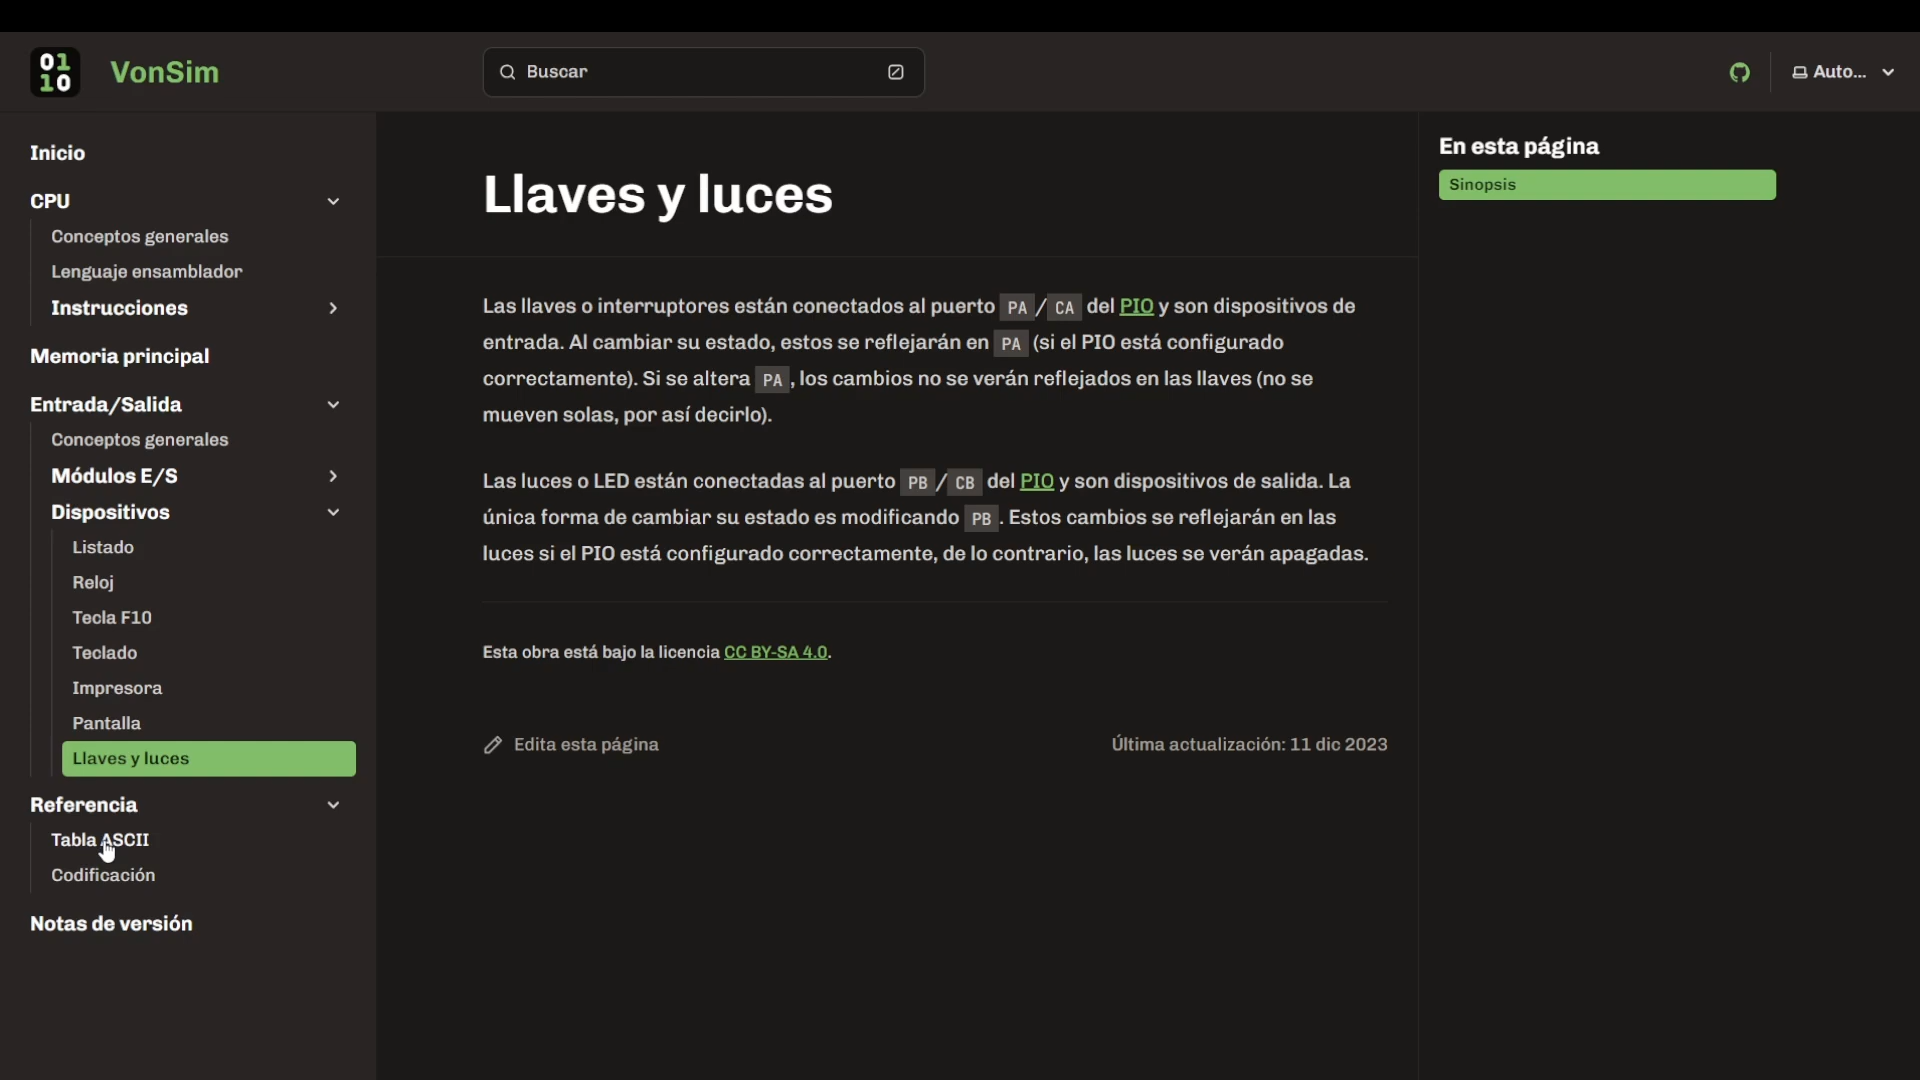 01
10
VonSim
Buscar
Auto...
Inicio
CPU
Conceptos generales
Lenguaje ensamblador
Instrucciones
Memoria principal
Entrada/Salida
Conceptos generales
Módulos E/S
Dispositivos
Listado
Reloj
Tecla F10
Teclado
Impresora
Pantalla
Llaves y luces
Referencia
Tabla ASCII
Codificación
Notas de versión
Llaves y luces
Las llaves o interruptores están conectados al puerto PA / CA del PIO y son dispositivos de
entrada. Al cambiar su estado, estos se reflejarán en PA (si el PIO está configurado
correctamente). Si se altera PA , los cambios no se verán reflejados en las llaves (no se
mueven solas, por así decirlo).
Las luces o LED están conectadas al puerto PB / CB del PIO y son dispositivos de salida. La
única forma de cambiar su estado es modificando PB . Estos cambios se reflejarán en las
luces si el PIO está configurado correctamente, de lo contrario, las luces se verán apagadas.
Esta obra está bajo la licencia CC BY-SA 4.0.
Edita esta página
Última actualización: 11 dic 2023
En esta página
Sinopsis